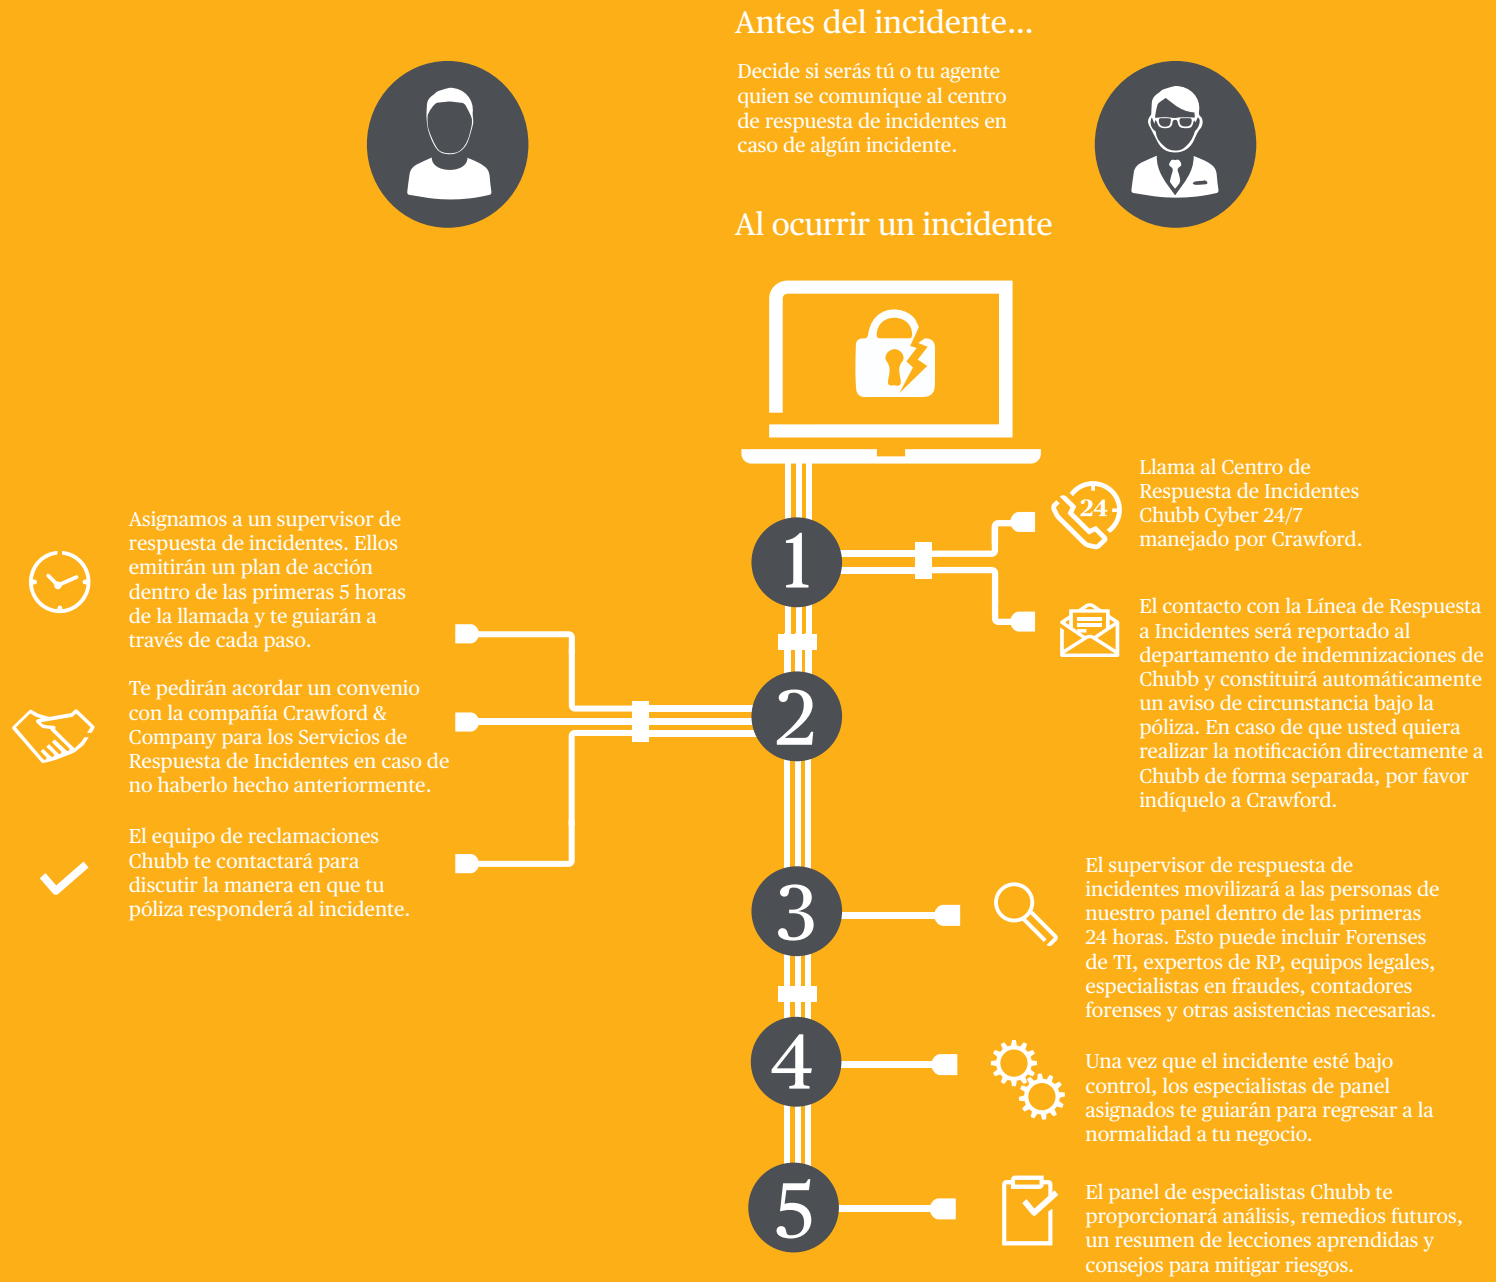 Antes del incidente...
Decide si serás tú o tu agente
quien se comunique al centro
de respuesta de incidentes en
caso de algún incidente.
Al ocurrir un incidente
1
24
Llama al Centro de
Respuesta de Incidentes
Chubb Cyber 24/7
manejado por Crawford.
El contacto con la Línea de Respuesta
a Incidentes será reportado al
departamento de indemnizaciones de
Chubb y constituirá automáticamente
un aviso de circunstancia bajo la
póliza. En caso de que usted quiera
realizar la notificación directamente a
Chubb de forma separada, por favor
indíquelo a Crawford.
2
Asignamos a un supervisor de
respuesta de incidentes. Ellos
emitirán un plan de acción
dentro de las primeras 5 horas
de la llamada y te guiarán a
través de cada paso.
Te pedirán acordar un convenio
con la compañía Crawford &
Company para los Servicios de
Respuesta de Incidentes en caso de
no haberlo hecho anteriormente.
El equipo de reclamaciones
Chubb te contactará para
discutir la manera en que tu
póliza responderá al incidente.
3
El supervisor de respuesta de
incidentes movilizará a las personas de
nuestro panel dentro de las primeras
24 horas. Esto puede incluir Forenses
de TI, expertos de RP, equipos legales,
especialistas en fraudes, contadores
forenses y otras asistencias necesarias.
4
Una vez que el incidente esté bajo
control, los especialistas de panel
asignados te guiarán para regresar a la
normalidad a tu negocio.
5
El panel de especialistas Chubb te
proporcionará análisis, remedios futuros,
un resumen de lecciones aprendidas y
consejos para mitigar riesgos.